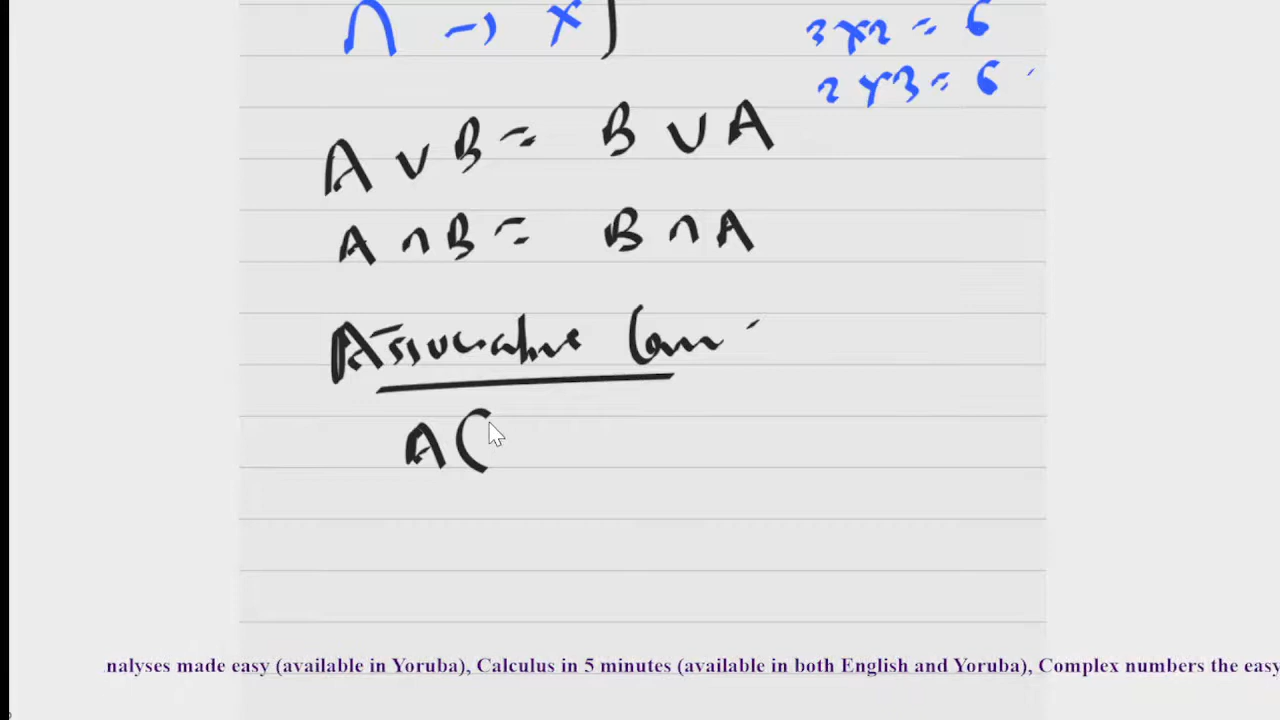 ∩ → x
3 x 2 = 6
2 x 3 = 6
A ∪ B = B ∪ A
A ∩ B = B ∩ A
Associative Law
A (
nalyses made easy (available in Yoruba), Calculus in 5 minutes (available in both English and Yoruba), Complex numbers the easy